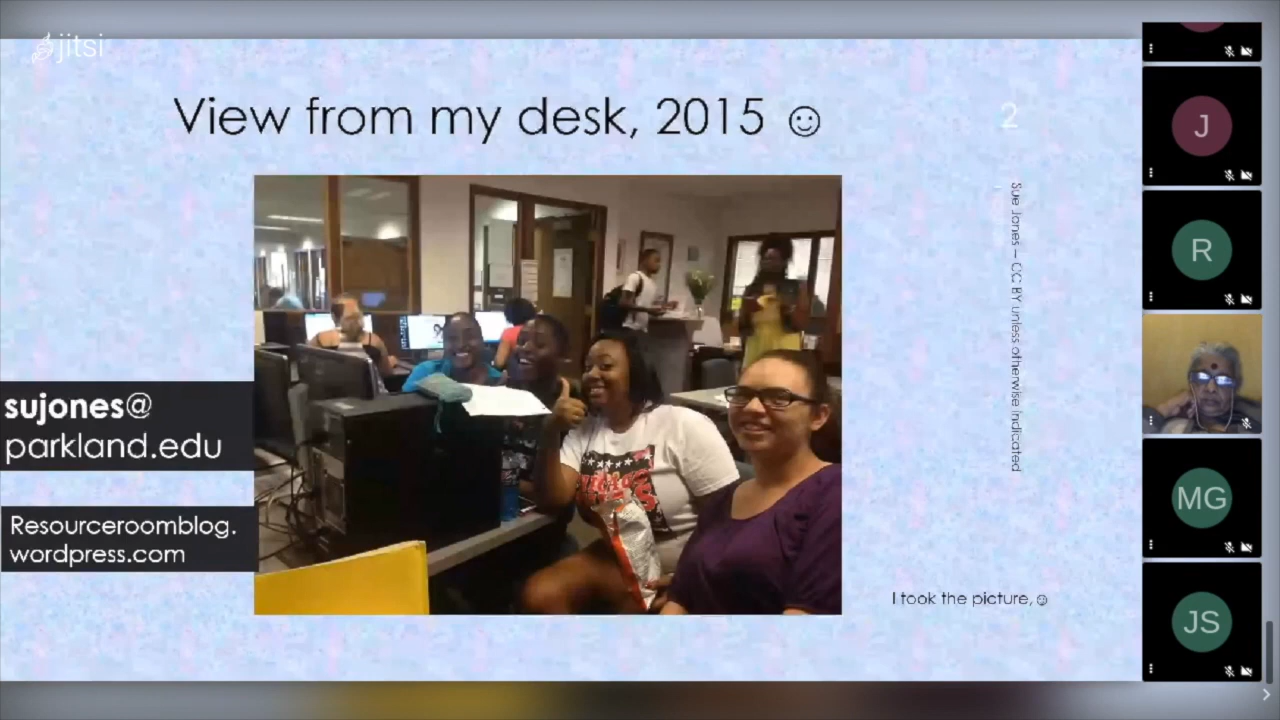 jitsi
View from my desk, 2015 ☺
2
Sue Jones – CC BY unless otherwise indicated
sujones@
parkland.edu
Resourceroomblog.
wordpress.com
I took the picture,☺
J
R
MG
JS